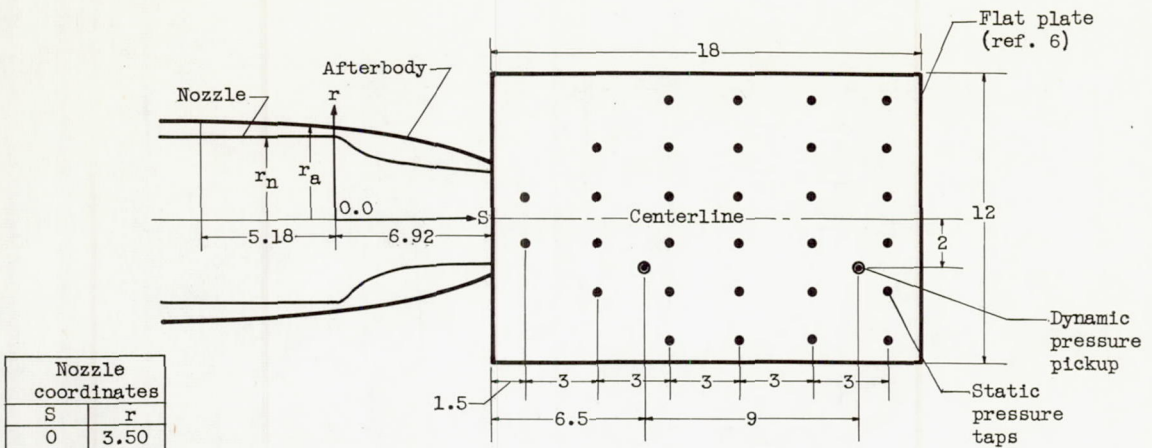 Flat plate
(ref. 6)
18
Afterbody
Nozzle
r
r_n
r_a
0.0
S
Centerline
12
5.18
6.92
2
Dynamic
pressure
pickup
Nozzle
coordinates
S r
0 3.50
1.5
3 3 3 3 3
6.5
9
Static
pressure
taps